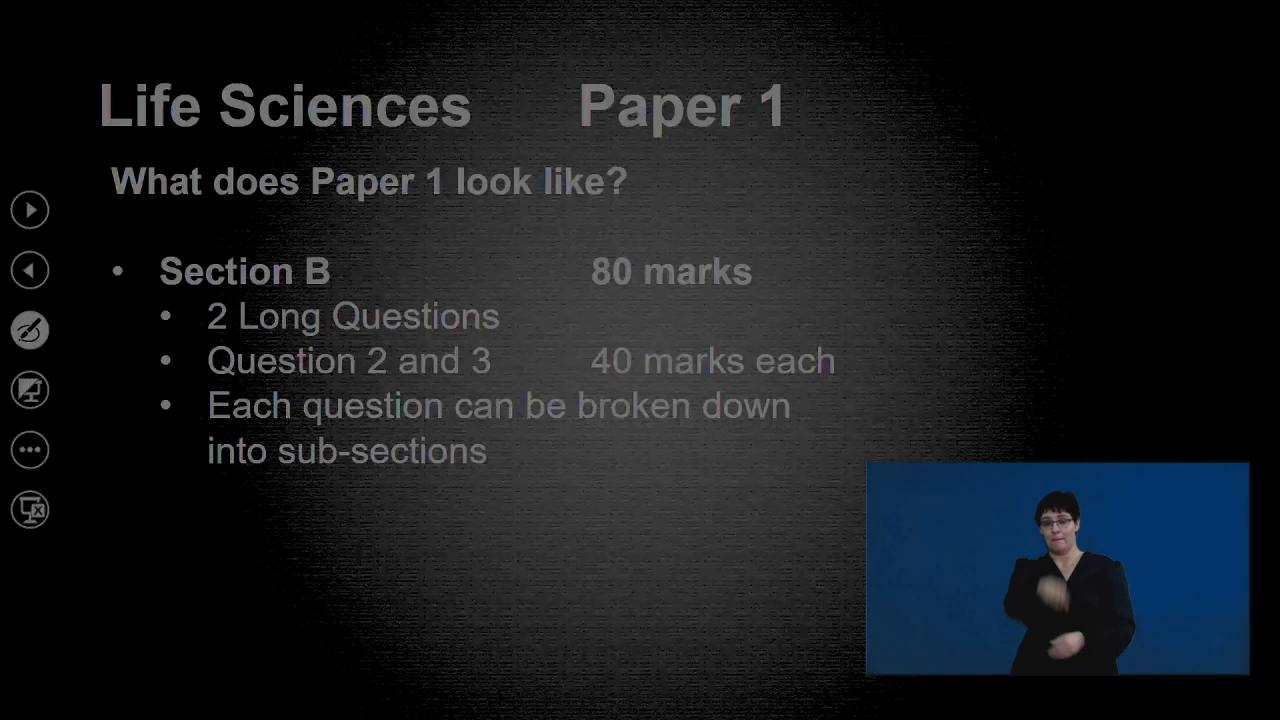 Life Sciences Paper 1
What does Paper 1 look like?
• Section B 80 marks
• 2 Long Questions
• Question 2 and 3 40 marks each
• Each question can be broken down
into sub-sections